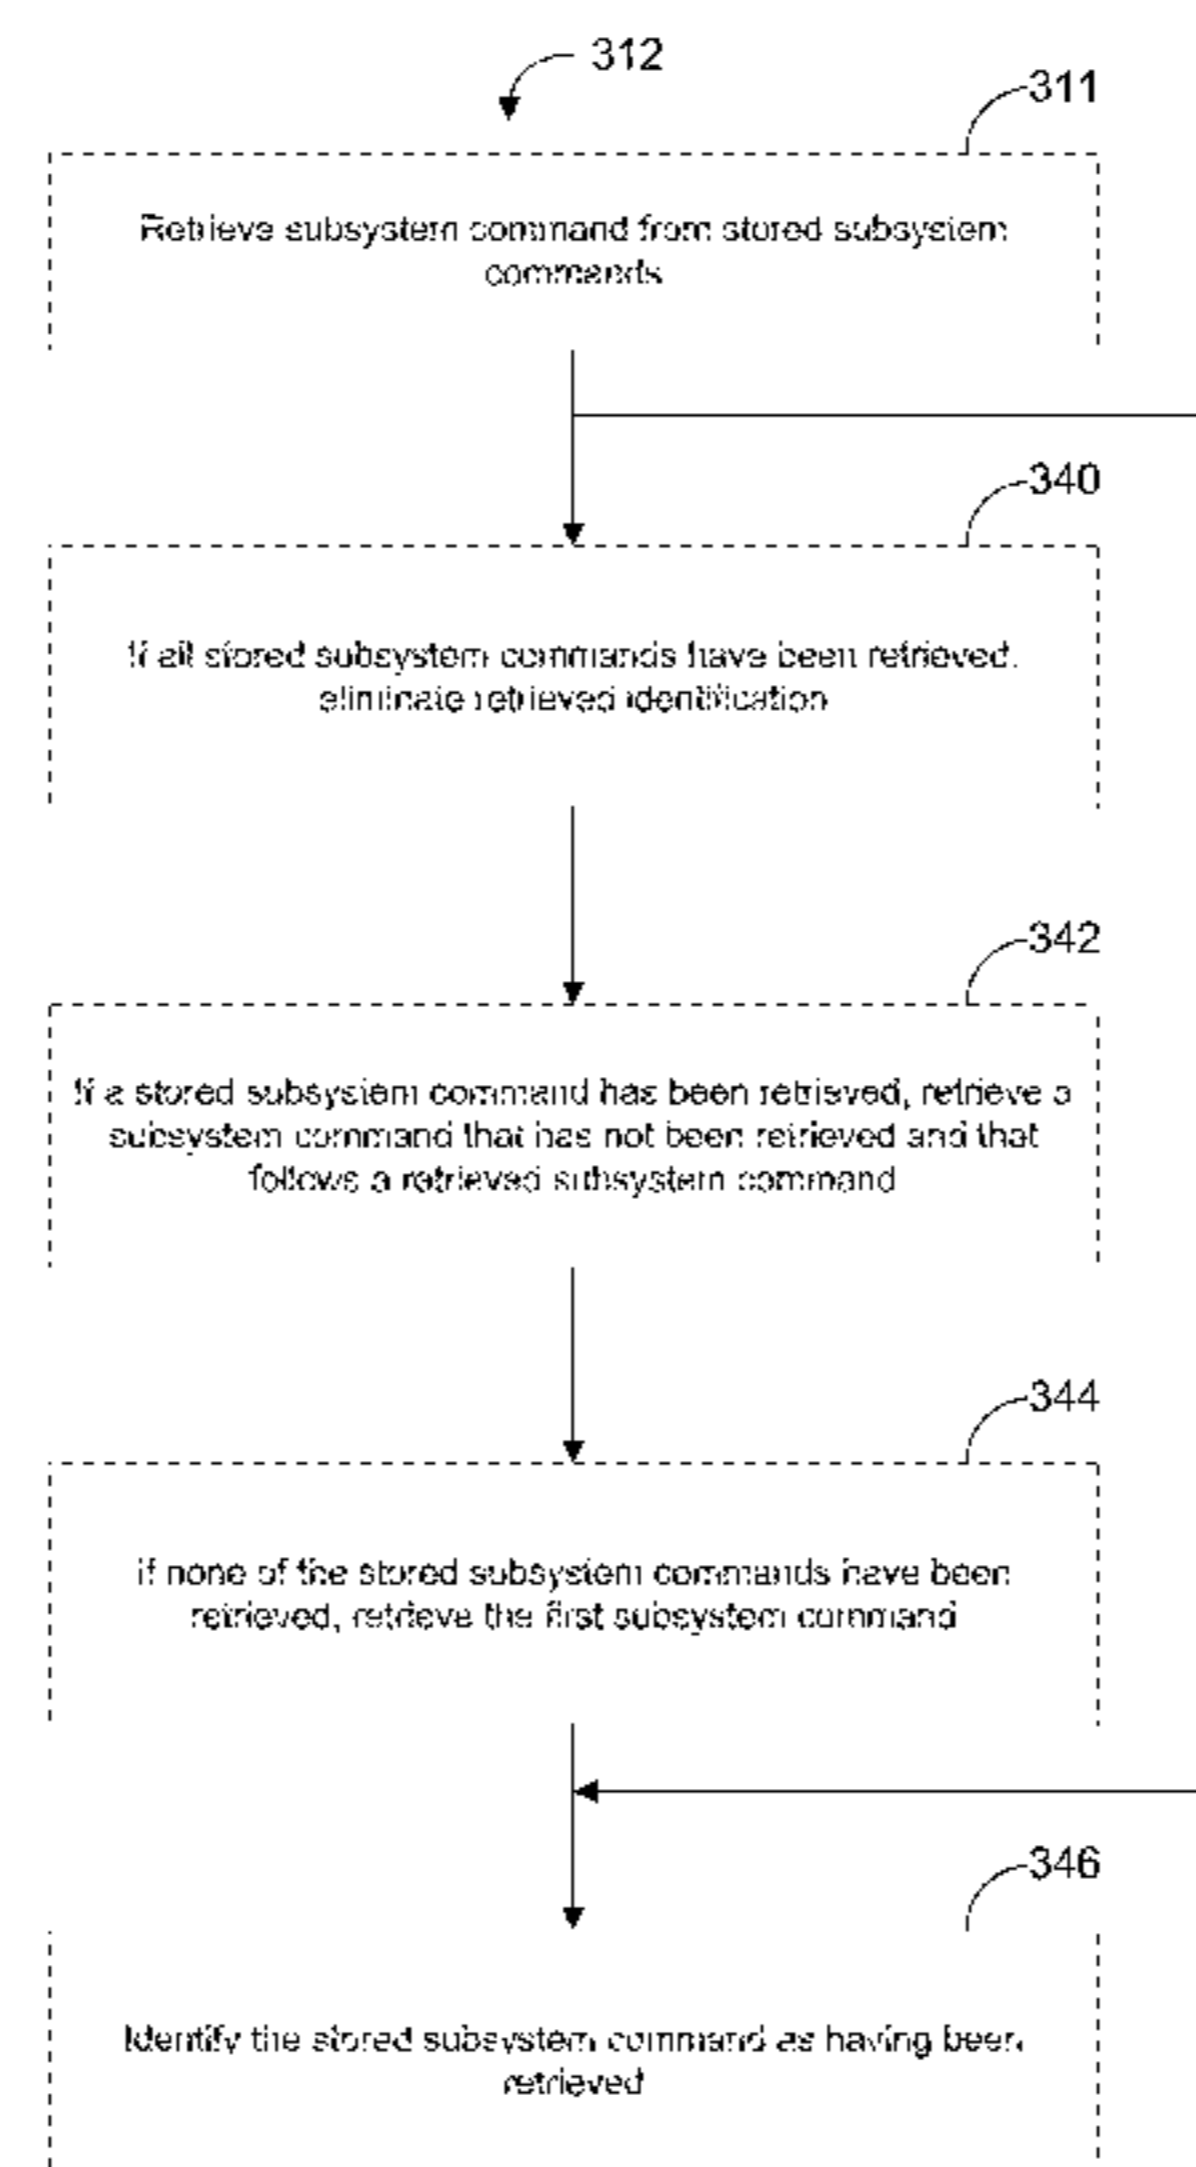 312
311
Retrieve subsystem command from stored subsystem
commands
340
If all stored subsystem commands have been retrieved,
eliminate retrieved identification
342
If a stored subsystem command has been retrieved, retrieve a
subsystem command that has not been retrieved and that
follows a retrieved subsystem command
344
If none of the stored subsystem commands have been
retrieved, retrieve the first subsystem command
346
Identify the stored subsystem command as having been
retrieved